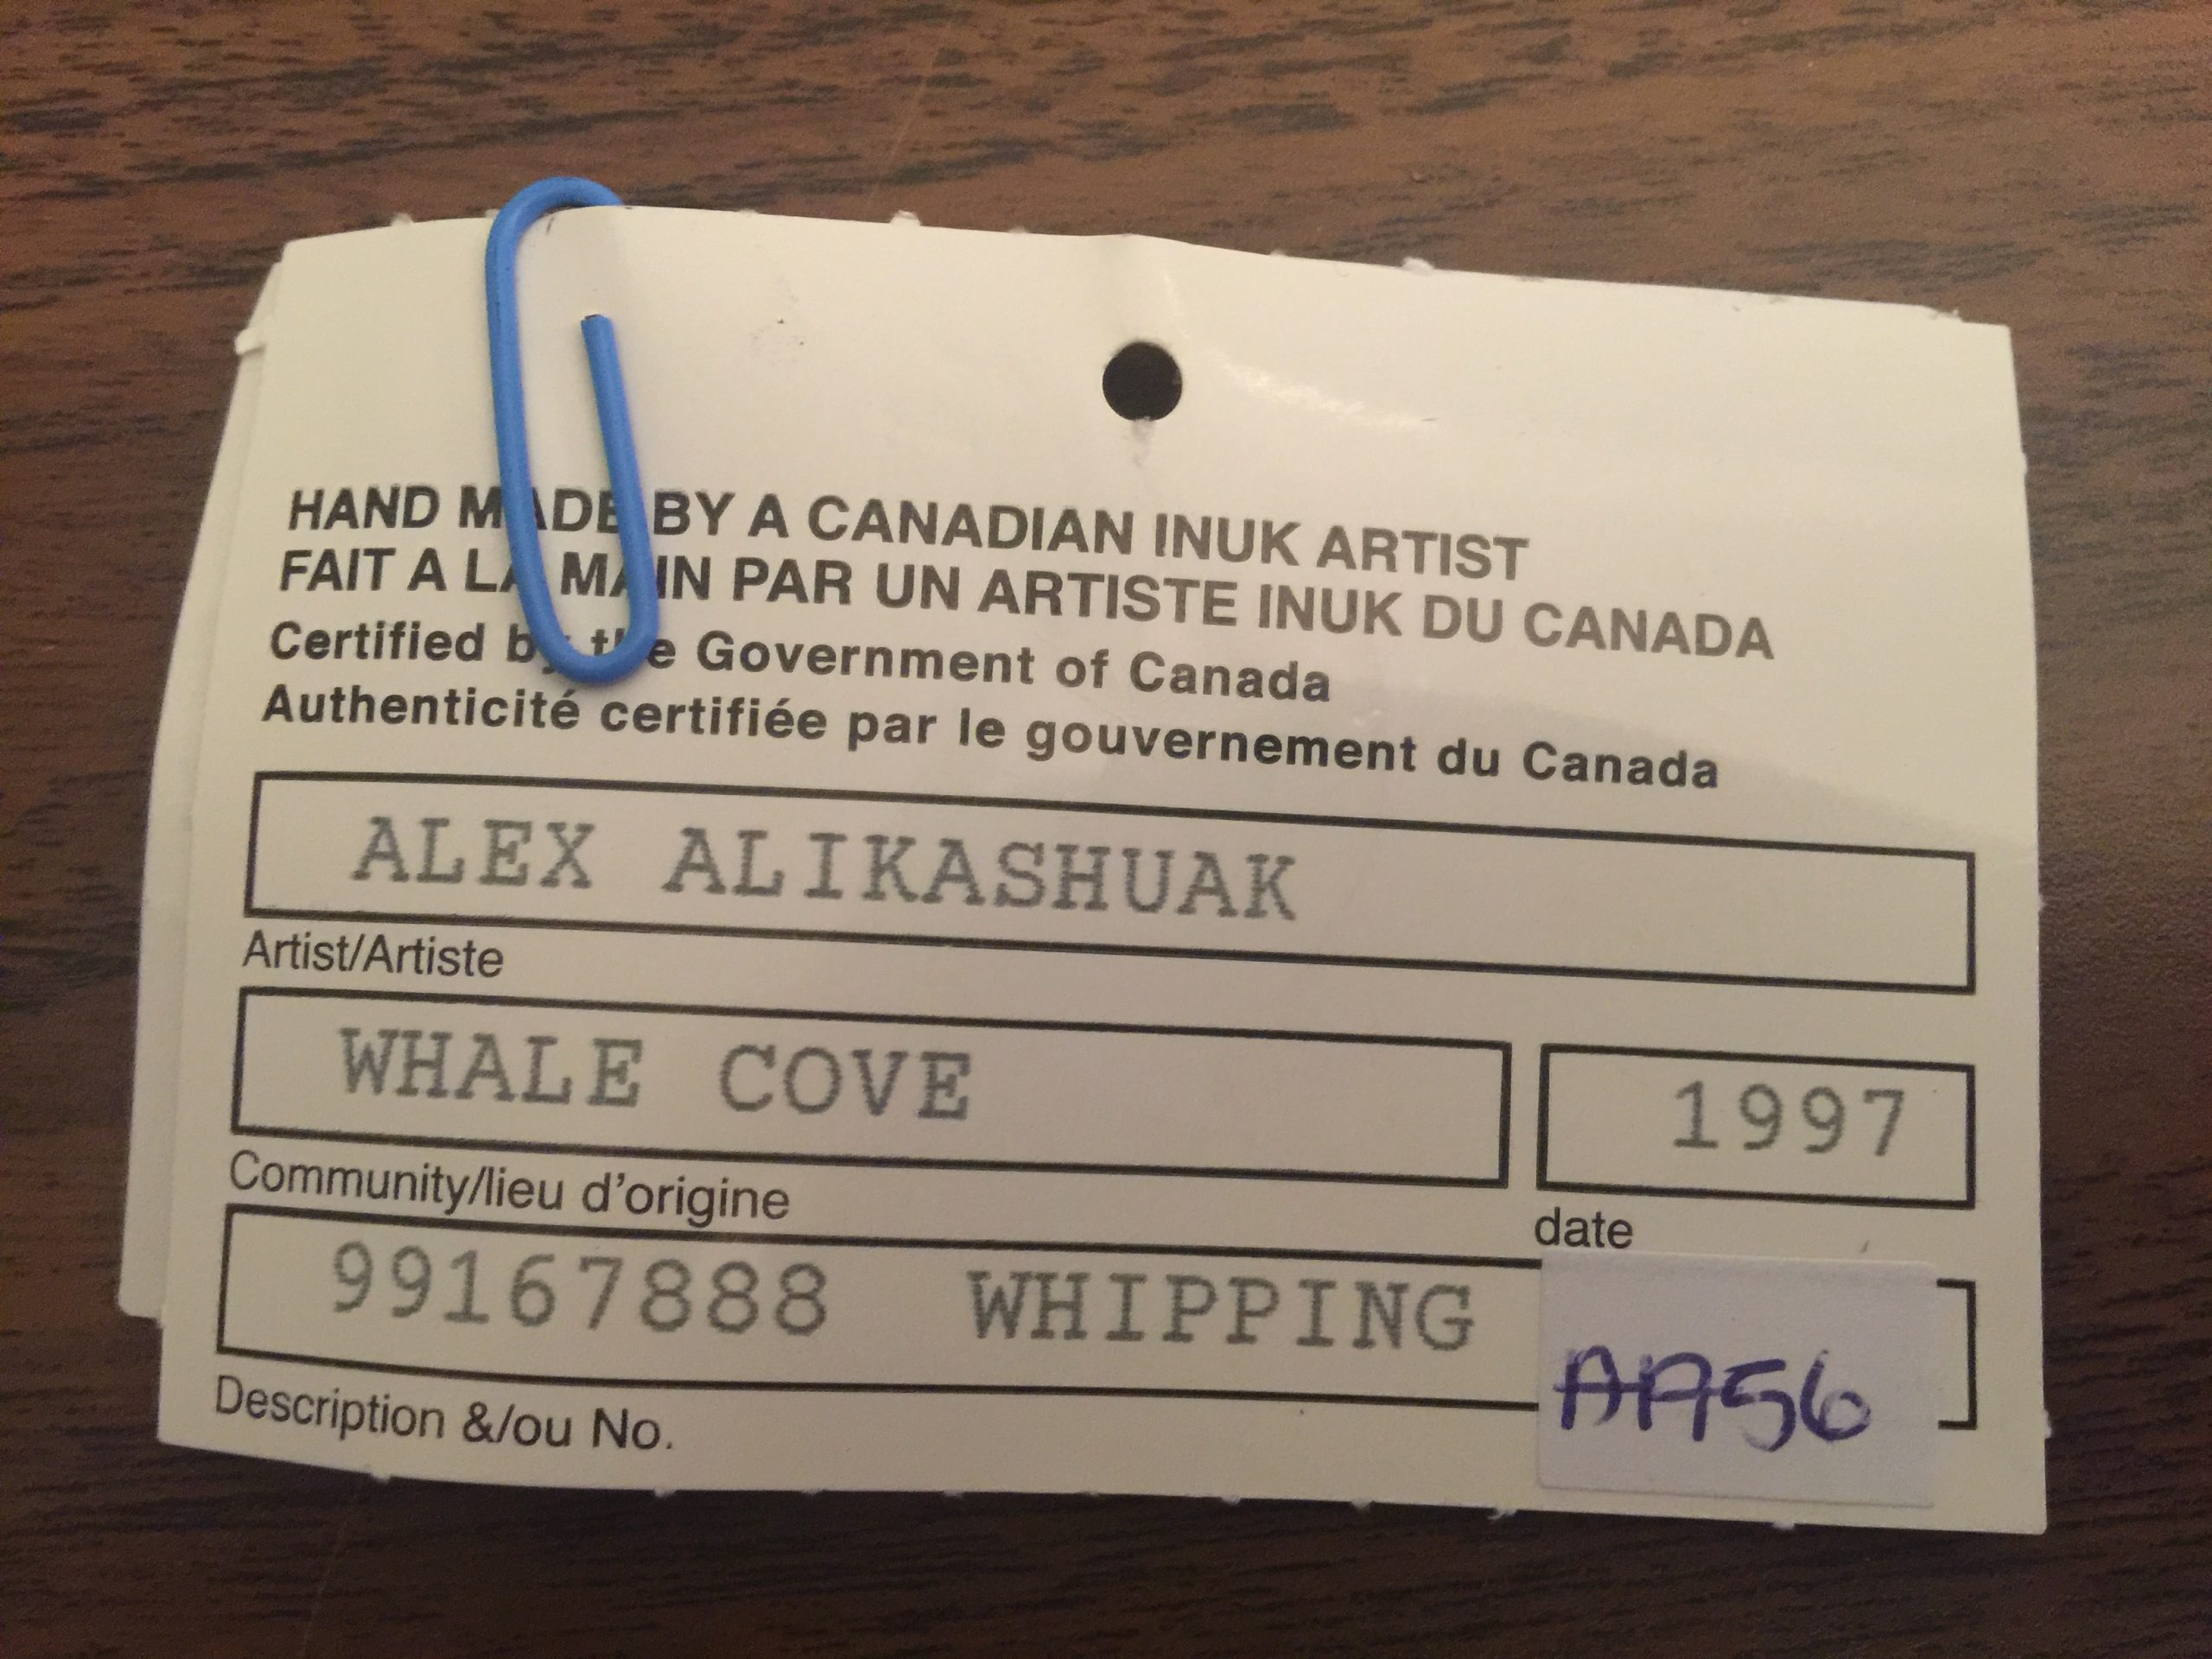 HAND MADE BY A CANADIAN INUK ARTIST
FAIT A LA MAIN PAR UN ARTISTE INUK DU CANADA
Certified by the Government of Canada
Authenticité certifiée par le gouvernement du Canada
ALEX ALIKASHUAK
Artist/Artiste
WHALE COVE
1997
Community/lieu d'origine
date
99167888 WHIPPING
AA56
Description &/ou No.